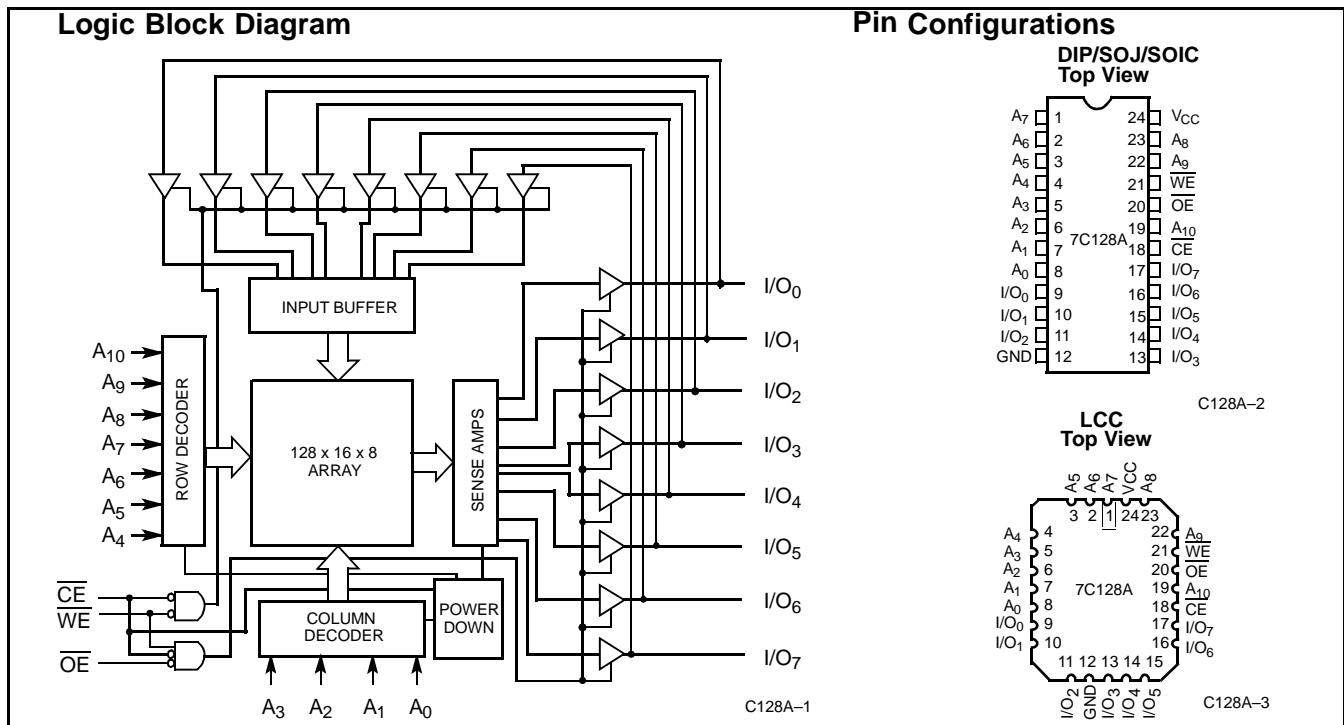 Logic Block Diagram
INPUT BUFFER
A10
A9
A8
A7
A6
A5
A4
ROW DECODER
128 x 16 x 8
ARRAY
SENSE AMPS
COLUMN
DECODER
POWER
DOWN
CE
WE
OE
A3 A2 A1 A0
I/O0
I/O1
I/O2
I/O3
I/O4
I/O5
I/O6
I/O7
C128A–1
Pin Configurations
DIP/SOJ/SOIC
Top View
A7 1 24 VCC
A6 2 23 A8
A5 3 22 A9
A4 4 21 WE
A3 5 20 OE
A2 6 19 A10
7C128A
A1 7 18 CE
A0 8 17 I/O7
I/O0 9 16 I/O6
I/O1 10 15 I/O5
I/O2 11 14 I/O4
GND 12 13 I/O3
C128A–2
LCC
Top View
A5 A6 A7 VCC A8
3 2 1 24 23
A4 4 22 A9
A3 5 21 WE
A2 6 20 OE
A1 7 7C128A 19 A10
A0 8 18 CE
I/O0 9 17 I/O7
I/O1 10 16 I/O6
11 12 13 14 15
I/O2 GND I/O3 I/O4 I/O5
C128A–3